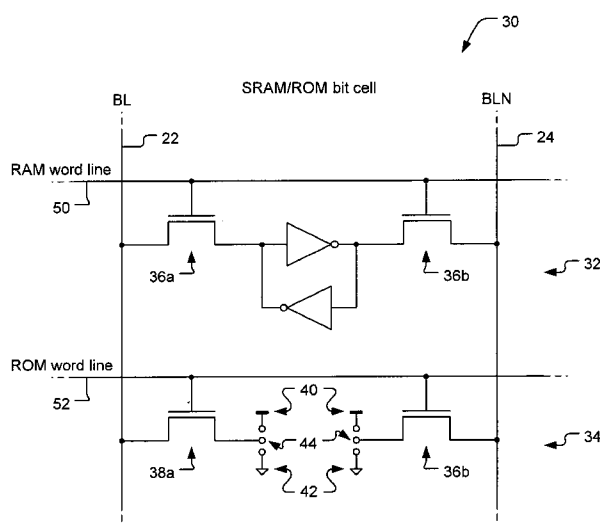 30
SRAM/ROM bit cell
BL
BLN
22
24
RAM word line
50
36a
36b
32
ROM word line
52
40
44
38a
42
36b
34